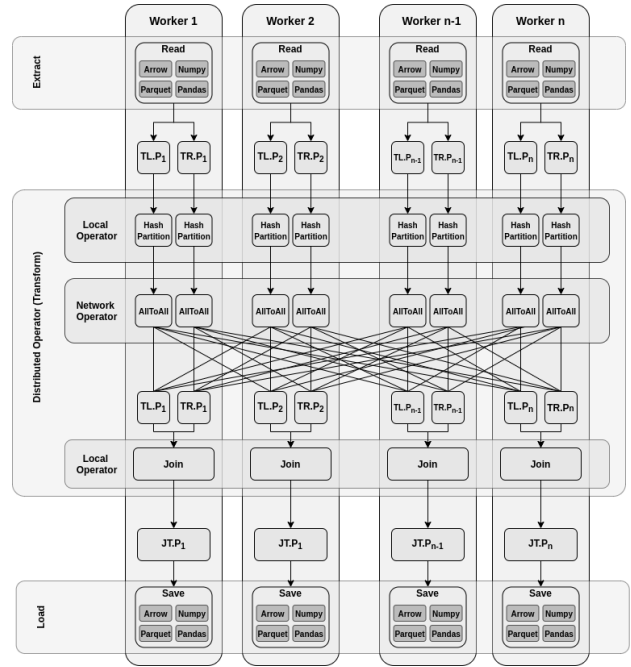 Worker 1 Worker 2 Worker n-1 Worker n
Extract
Read Read Read Read
Arrow Numpy Arrow Numpy Arrow Numpy Arrow Numpy
Parquet Pandas Parquet Pandas Parquet Pandas Parquet Pandas
TL.P1 TR.P1 TL.P2 TR.P2 TL.Pn-1 TR.Pn-1 TL.Pn TR.Pn
Distributed Operator (Transform)
Local
Operator
Hash Hash Hash Hash Hash Hash Hash Hash
Partition Partition Partition Partition Partition Partition Partition Partition
Network
Operator
AllToAll AllToAll AllToAll AllToAll AllToAll AllToAll AllToAll AllToAll
TL.P1 TR.P1 TL.P2 TR.P2 TL.Pn-1 TR.Pn-1 TL.Pn TR.Pn
Local
Operator
Join Join Join Join
JT.P1 JT.P1 JT.Pn-1 JT.Pn
Load
Save Save Save Save
Arrow Numpy Arrow Numpy Arrow Numpy Arrow Numpy
Parquet Pandas Parquet Pandas Parquet Pandas Parquet Pandas